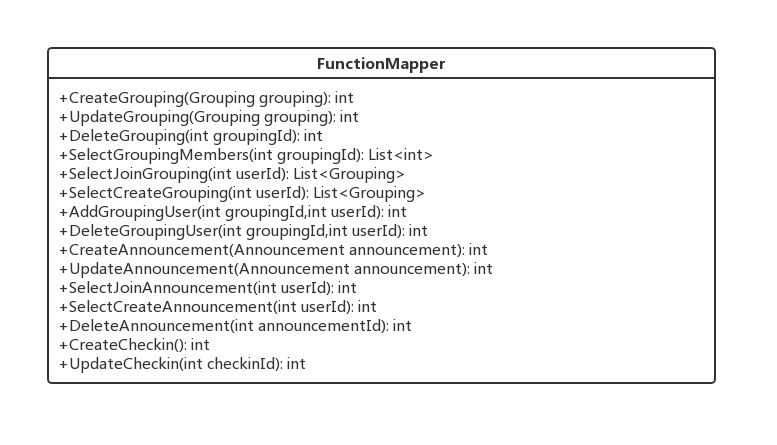 FunctionMapper
+CreateGrouping(Grouping grouping): int
+UpdateGrouping(Grouping grouping): int
+DeleteGrouping(int groupingId): int
+SelectGroupingMembers(int groupingId): List<int>
+SelectJoinGrouping(int userId): List<Grouping>
+SelectCreateGrouping(int userId): List<Grouping>
+AddGroupingUser(int groupingId,int userId): int
+DeleteGroupingUser(int groupingId,int userId): int
+CreateAnnouncement(Announcement announcement): int
+UpdateAnnouncement(Announcement announcement): int
+SelectJoinAnnouncement(int userId): int
+SelectCreateAnnouncement(int userId): int
+DeleteAnnouncement(int announcementId): int
+CreateCheckin(): int
+UpdateCheckin(int checkinId): int